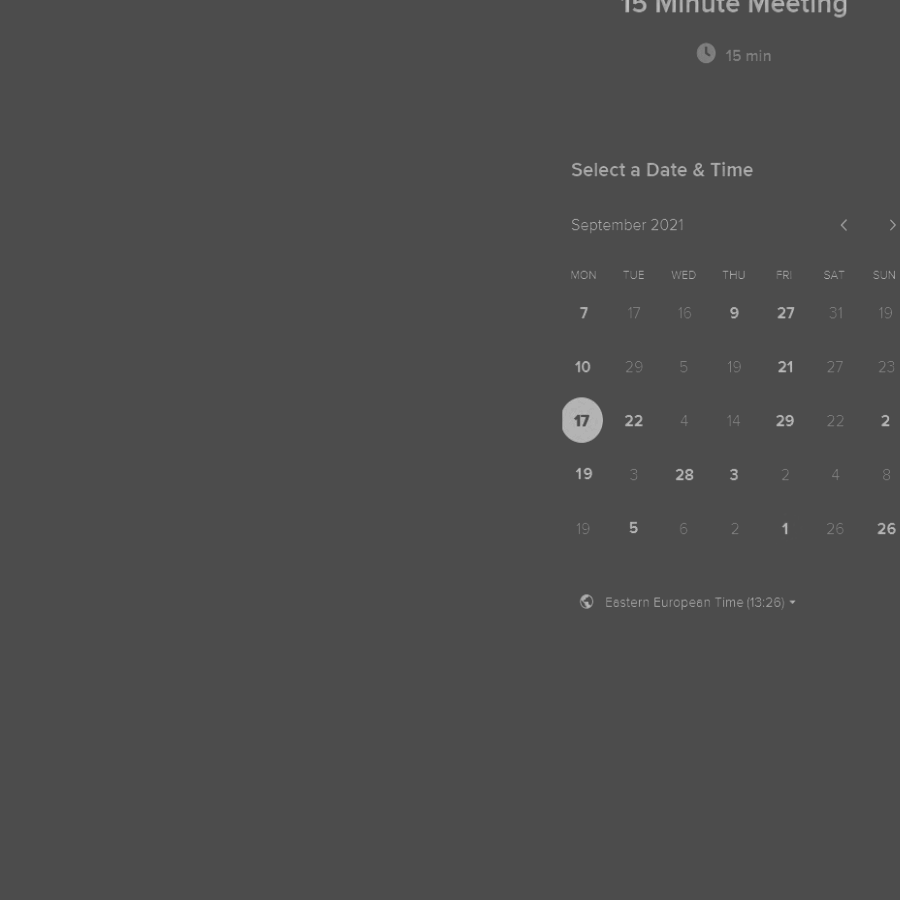 15 Minute Meeting
15 min
Select a Date & Time
September 2021
MON TUE WED THU FRI SAT SUN
7 17 16 9 27 31 19
10 29 5 19 21 27 23
17 22 4 14 29 22 2
19 3 28 3 2 4 8
19 5 6 2 1 26 26
Eastern European Time (13:26)